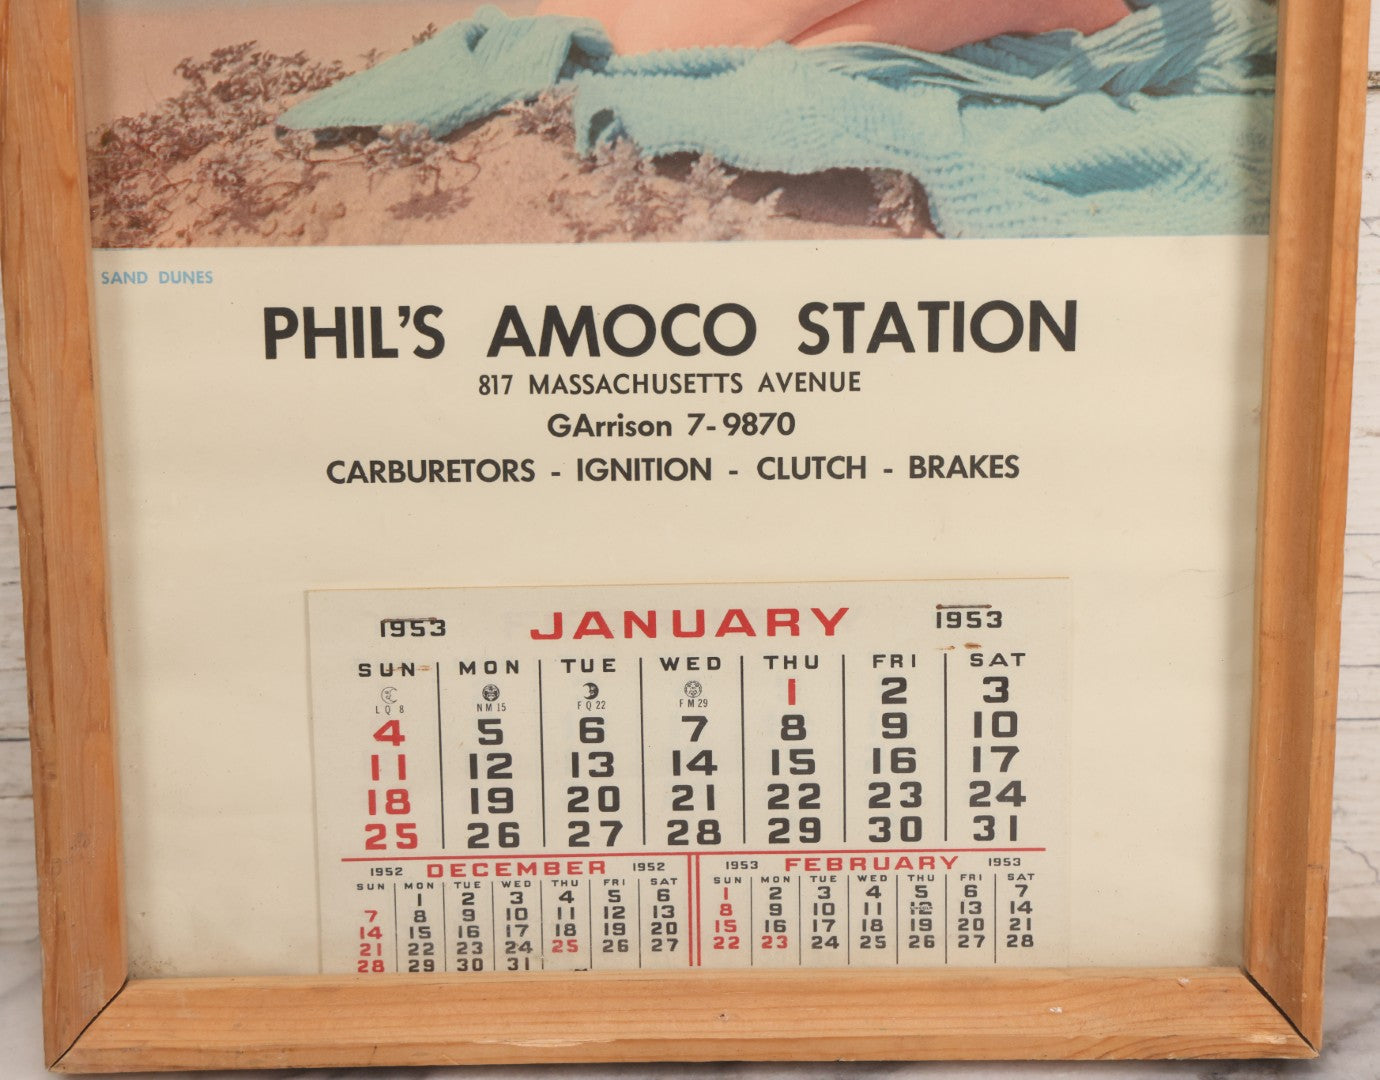 SAND DUNES
PHIL'S AMOCO STATION
817 MASSACHUSETTS AVENUE
GArrison 7-9870
CARBURETORS - IGNITION - CLUTCH - BRAKES
1953 JANUARY 1953
SUN MON TUE WED THU FRI SAT
LQ 8 NM 15 FQ 22 FM 29 1 2 3
4 5 6 7 8 9 10
11 12 13 14 15 16 17
18 19 20 21 22 23 24
25 26 27 28 29 30 31
1952 DECEMBER 1952
SUN MON TUE WED THU FRI SAT
1 2 3 4 5 6
7 8 9 10 11 12 13
14 15 16 17 18 19 20
21 22 23 24 25 26 27
28 29 30 31
1953 FEBRUARY 1953
SUN MON TUE WED THU FRI SAT
1 2 3 4 5 6 7
8 9 10 11 12 13 14
15 16 17 18 19 20 21
22 23 24 25 26 27 28